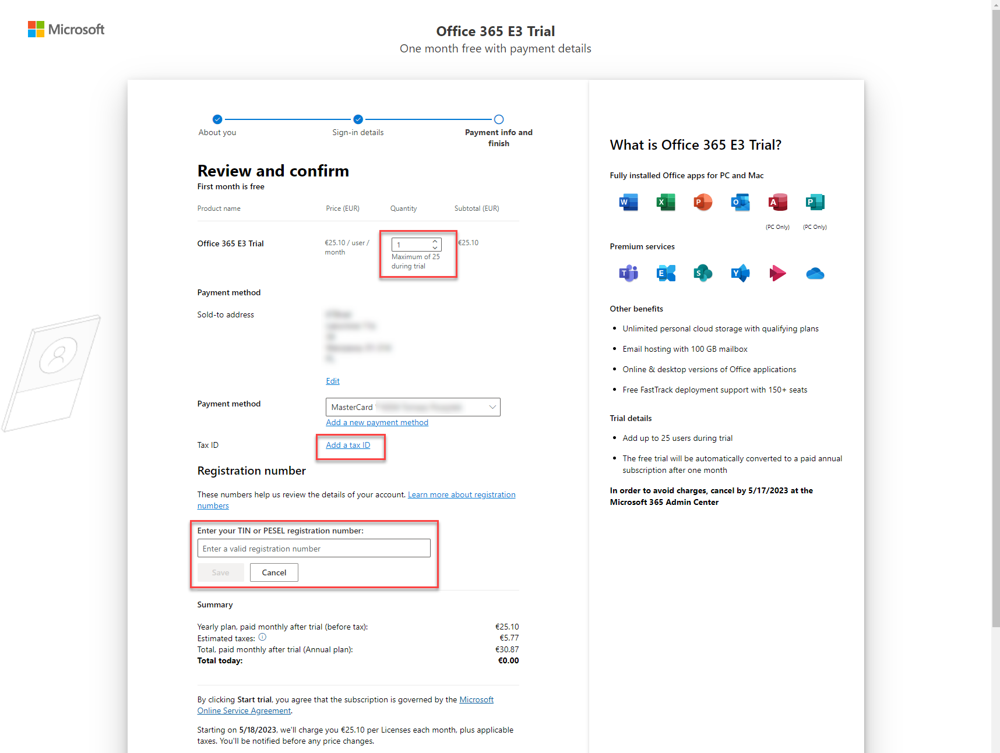 Microsoft
Office 365 E3 Trial
One month free with payment details
About you
Sign-in details
Payment info and
finish
Review and confirm
First month is free
Product name
Price (EUR)
Quantity
Subtotal (EUR)
Office 365 E3 Trial
€25.10 / user /
month
1
Maximum of 25
during trial
€25.10
Payment method
Sold-to address
Edit
Payment method
MasterCard
Add a new payment method
Tax ID
Add a tax ID
Registration number
These numbers help us review the details of your account. Learn more about registration
numbers
Enter your TIN or PESEL registration number:
Enter a valid registration number
Save
Cancel
Summary
Yearly plan, paid monthly after trial (before tax):
€25.10
Estimated taxes:
€5.77
Total, paid monthly after trial (Annual plan):
€30.87
Total today:
€0.00
By clicking Start trial, you agree that the subscription is governed by the Microsoft
Online Service Agreement.
Starting on 5/18/2023, we'll charge you €25.10 per Licenses each month, plus applicable
taxes. You'll be notified before any price changes.
What is Office 365 E3 Trial?
Fully installed Office apps for PC and Mac
W
X
P
O
A
P
(PC Only)
(PC Only)
Premium services
T
E
S
Y
Other benefits
Unlimited personal cloud storage with qualifying plans
Email hosting with 100 GB mailbox
Online & desktop versions of Office applications
Free FastTrack deployment support with 150+ seats
Trial details
Add up to 25 users during trial
The free trial will be automatically converted to a paid annual
subscription after one month
In order to avoid charges, cancel by 5/17/2023 at the
Microsoft 365 Admin Center